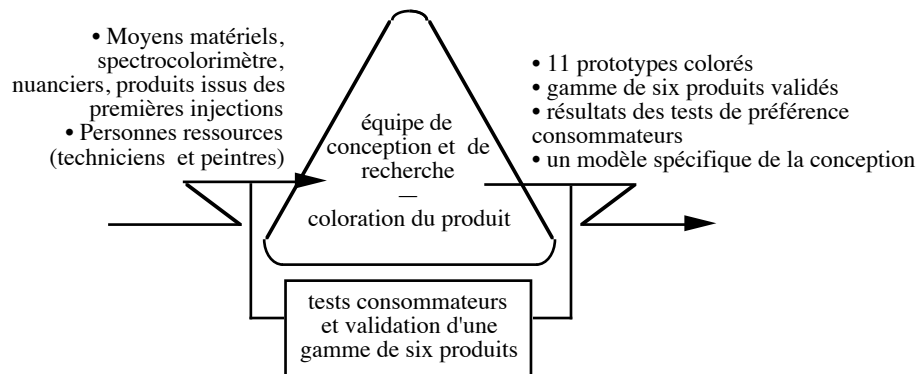 • Moyens matériels,
spectrocolorimètre,
nuanciers, produits issus des
premières injections
• Personnes ressources
(techniciens et peintres)
équipe de
conception et de
recherche
—
coloration du produit
• 11 prototypes colorés
• gamme de six produits validés
• résultats des tests de préférence
consommateurs
• un modèle spécifique de la conception
tests consommateurs
et validation d'une
gamme de six produits